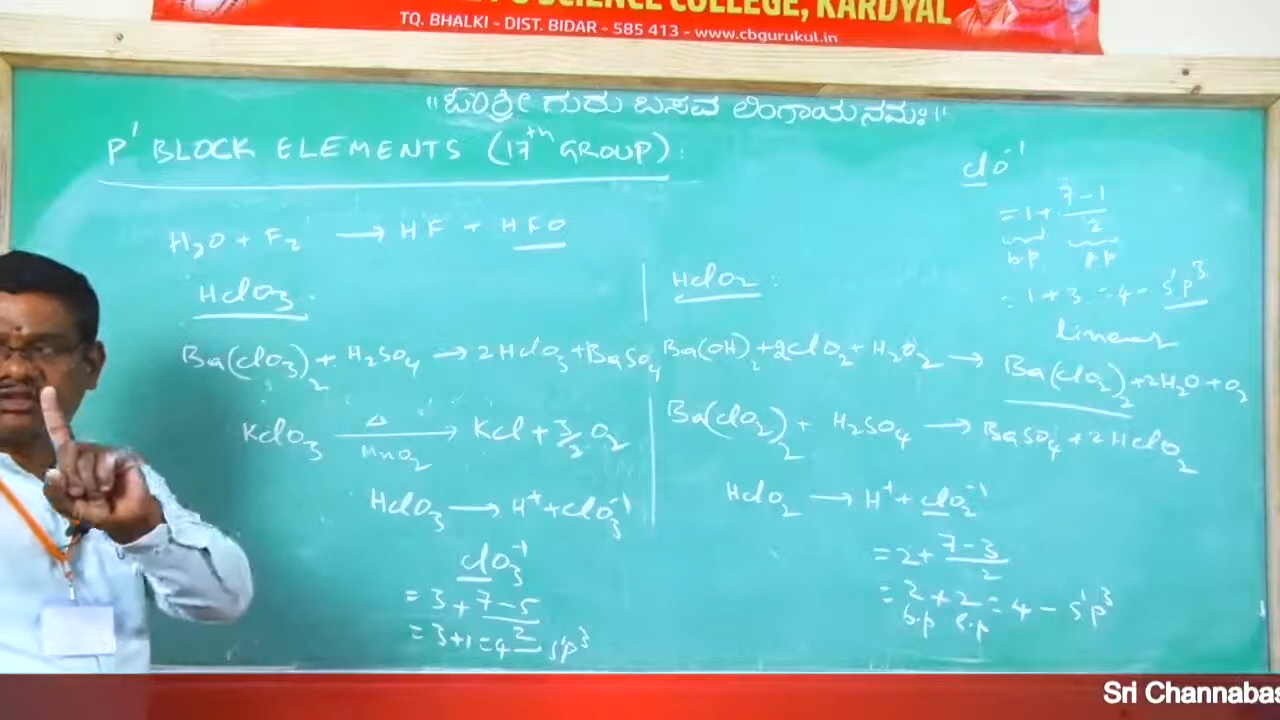 SCIENCE COLLEGE, KARDYAL
TQ. BHALKI - DIST. BIDAR - 585 413 - www.cbgurukul.in
"ಓಂ ಶ್ರೀ ಗುರು ಬಸವ ಲಿಂಗಾಯ ನಮಃ"
P' BLOCK ELEMENTS (17th GROUP):
H₂O + F₂ → HF + HFO
HClO₃.
Ba(ClO₃)₂ + H₂SO₄ → 2HClO₃ + BaSO₄
KClO₃ —Δ/MnO₂→ KCl + 3/2 O₂
HClO₃ → H⁺ + ClO₃⁻¹
ClO₃⁻¹
= 3 + (7-5)/2
= 3+1 = 4 - s'p³
HClO₂ :
Ba(OH)₂ + 2ClO₂ + H₂O₂ → Ba(ClO₂)₂ + 2H₂O + O₂
Ba(ClO₂)₂ + H₂SO₄ → BaSO₄ + 2HClO₂
HClO₂ → H⁺ + ClO₂⁻¹
= 2 + (7-3)/2
= 2 + 2 = 4 - s'p³
b.p l.p
ClO⁻¹
= 1 + (7-1)/2
b.p l.p
= 1 + 3 = 4 - s'p³
Linear
Sri Channabas